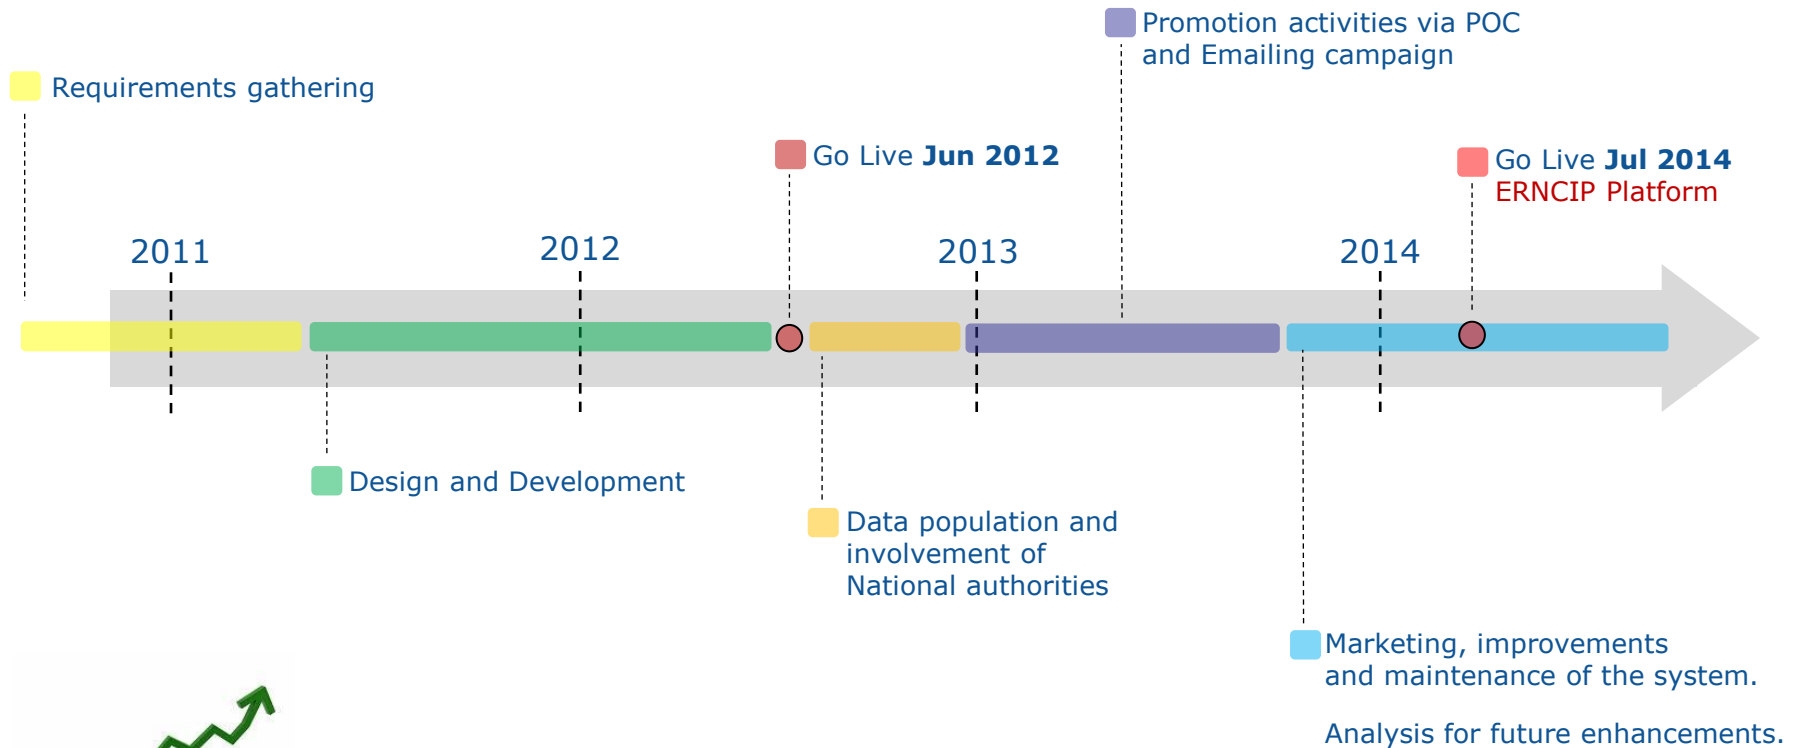 Promotion activities via POC
and Emailing campaign
Requirements gathering
Go Live Jun 2012
Go Live Jul 2014
ERNCIP Platform
2011
2012
2013
2014
Design and Development
Data population and
involvement of
National authorities
Marketing, improvements
and maintenance of the system.
Analysis for future enhancements.